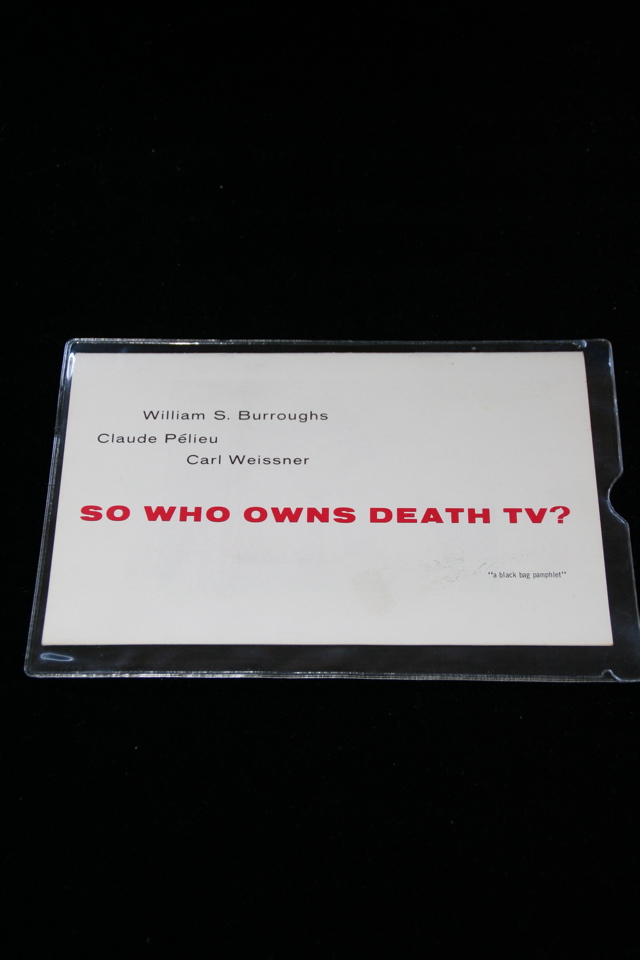 William S. Burroughs
Claude Pélieu
Carl Weissner
SO WHO OWNS DEATH TV?
"a black bag pamphlet"